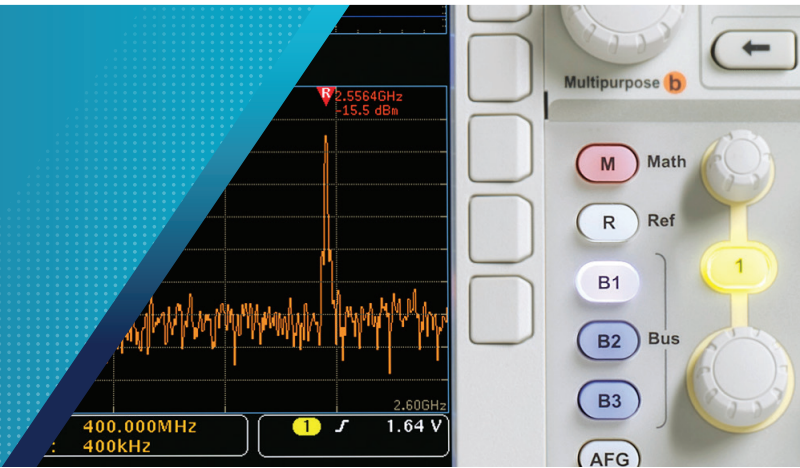 R 2.5564GHz
-15.5 dBm
2.60GHz
400.000MHz
: 400kHz
1 1.64 V
Multipurpose b
M Math
R Ref
B1
B2 Bus
B3
AFG
1